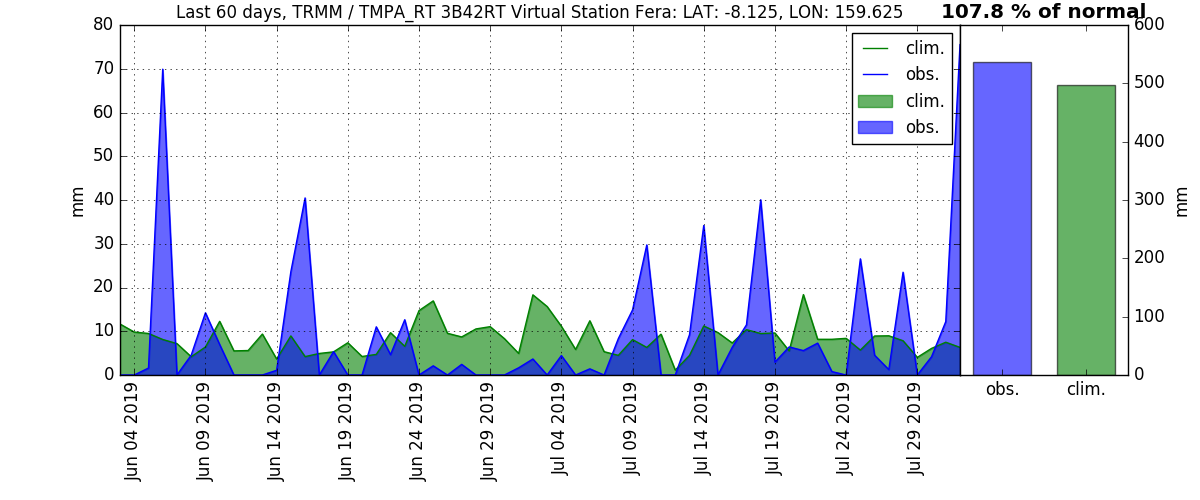 Last 60 days, TRMM / TMPA_RT 3B42RT Virtual Station Fera: LAT: -8.125, LON: 159.625
107.8 % of normal
80
70
60
50
40
30
20
10
0
mm
clim.
obs.
clim.
obs.
600
500
400
300
200
100
0
mm
obs.
clim.
Jun 04 2019
Jun 09 2019
Jun 14 2019
Jun 19 2019
Jun 24 2019
Jun 29 2019
Jul 04 2019
Jul 09 2019
Jul 14 2019
Jul 19 2019
Jul 24 2019
Jul 29 2019